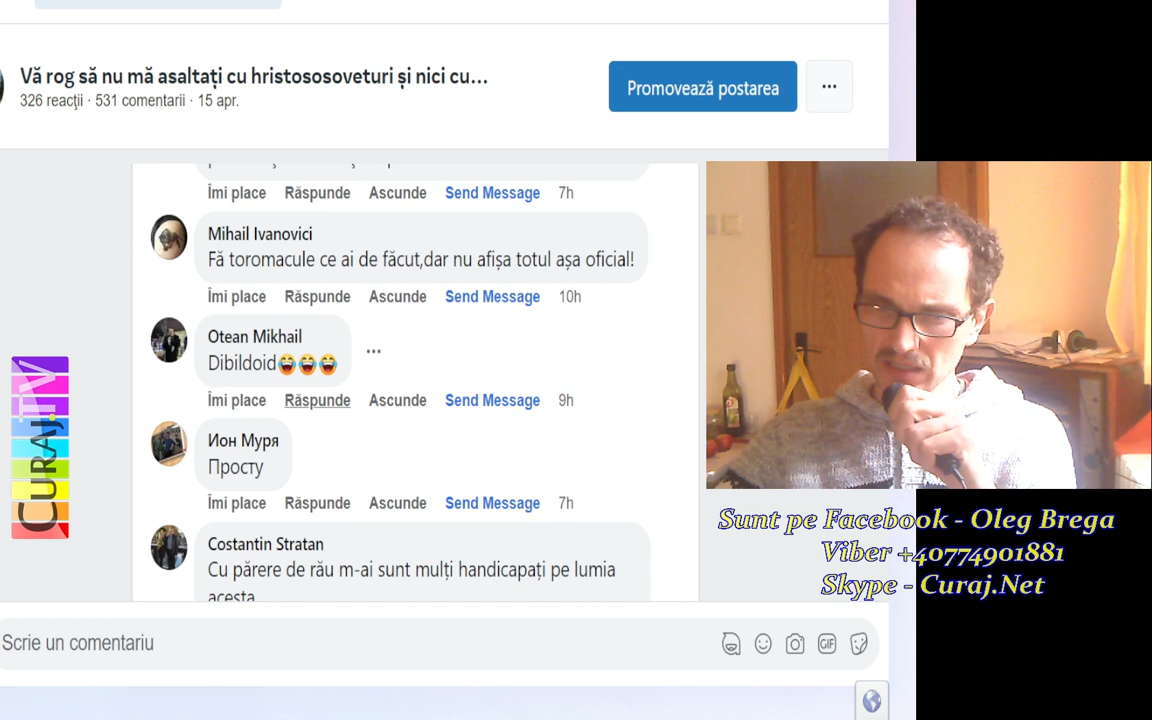 Vă rog să nu mă asaltați cu hristososoveturi și nici cu...
326 reacţii · 531 comentarii · 15 apr.
Promovează postarea
Îmi place Răspunde Ascunde Send Message 7h
Mihail Ivanovici
Fă toromacule ce ai de făcut,dar nu afișa totul așa oficial!
Îmi place Răspunde Ascunde Send Message 10h
Otean Mikhail
Dibildoid😂😂😂
Îmi place Răspunde Ascunde Send Message 9h
Ион Муря
Просту
Îmi place Răspunde Ascunde Send Message 7h
Costantin Stratan
Cu părere de rău m-ai sunt mulți handicapați pe lumia
acesta
Scrie un comentariu
GIF
CURAJ.TV
Sunt pe Facebook - Oleg Brega
Viber +40774901881
Skype - Curaj.Net